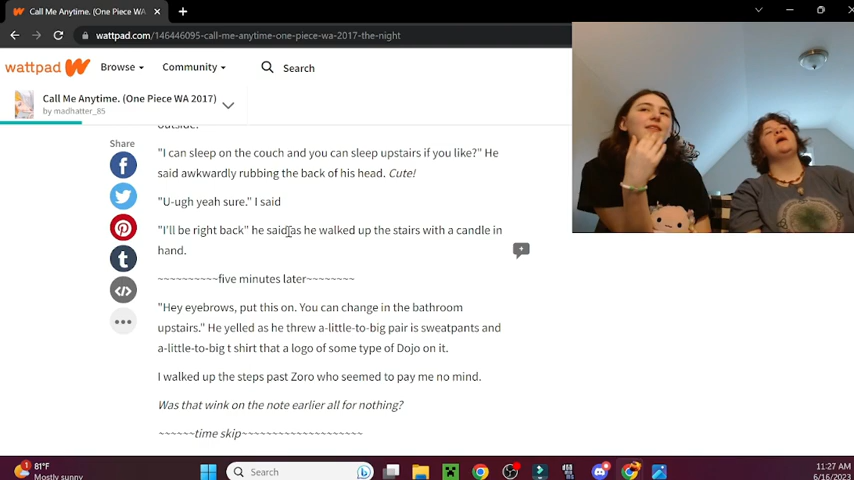 Call Me Anytime. (One Piece WA
wattpad.com/146446095-call-me-anytime-one-piece-wa-2017-the-night
wattpad
Browse
Community
Search
Call Me Anytime. (One Piece WA 2017)
by madhatter_85
Share
outside.
"I can sleep on the couch and you can sleep upstairs if you like?" He
said awkwardly rubbing the back of his head. Cute!
"U-ugh yeah sure." I said
"I'll be right back" he said as he walked up the stairs with a candle in
hand.
~~~~~~~~~~five minutes later~~~~~~~~
"Hey eyebrows, put this on. You can change in the bathroom
upstairs." He yelled as he threw a-little-to-big pair is sweatpants and
a-little-to-big t shirt that a logo of some type of Dojo on it.
I walked up the steps past Zoro who seemed to pay me no mind.
Was that wink on the note earlier all for nothing?
~~~~~~time skip~~~~~~~~~~~~~~~~~~~~
81°F
Mostly sunny
Search
11:27 AM
6/16/2023